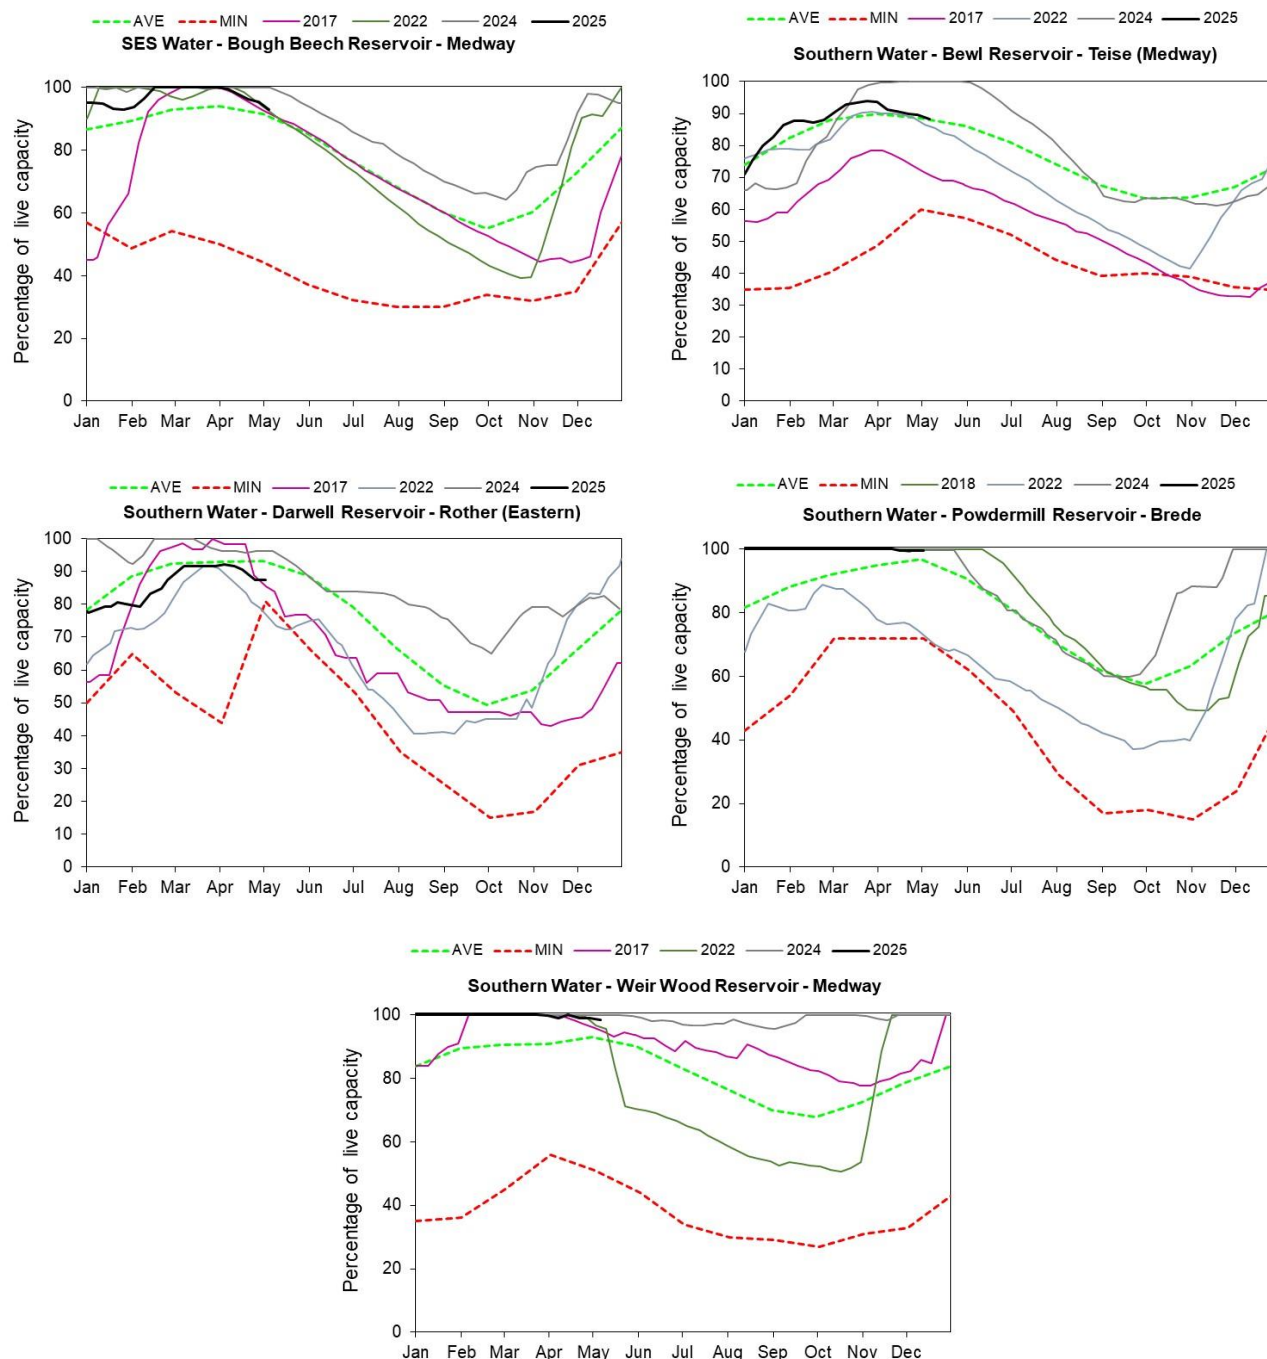 AVE MIN 2017 2022 2024 2025
SES Water - Bough Beech Reservoir - Medway
Percentage of live capacity
100
80
60
40
20
0
Jan Feb Mar Apr May Jun Jul Aug Sep Oct Nov Dec
AVE MIN 2017 2022 2024 2025
Southern Water - Bewl Reservoir - Teise (Medway)
Percentage of live capacity
100
90
80
70
60
50
40
30
20
10
0
Jan Feb Mar Apr May Jun Jul Aug Sep Oct Nov Dec
AVE MIN 2017 2022 2024 2025
Southern Water - Darwell Reservoir - Rother (Eastern)
Percentage of live capacity
100
90
80
70
60
50
40
30
20
10
0
Jan Feb Mar Apr May Jun Jul Aug Sep Oct Nov Dec
AVE MIN 2018 2022 2024 2025
Southern Water - Powdermill Reservoir - Brede
Percentage of live capacity
100
80
60
40
20
0
Jan Feb Mar Apr May Jun Jul Aug Sep Oct Nov Dec
AVE MIN 2017 2022 2024 2025
Southern Water - Weir Wood Reservoir - Medway
Percentage of live capacity
100
80
60
40
20
0
Jan Feb Mar Apr May Jun Jul Aug Sep Oct Nov Dec